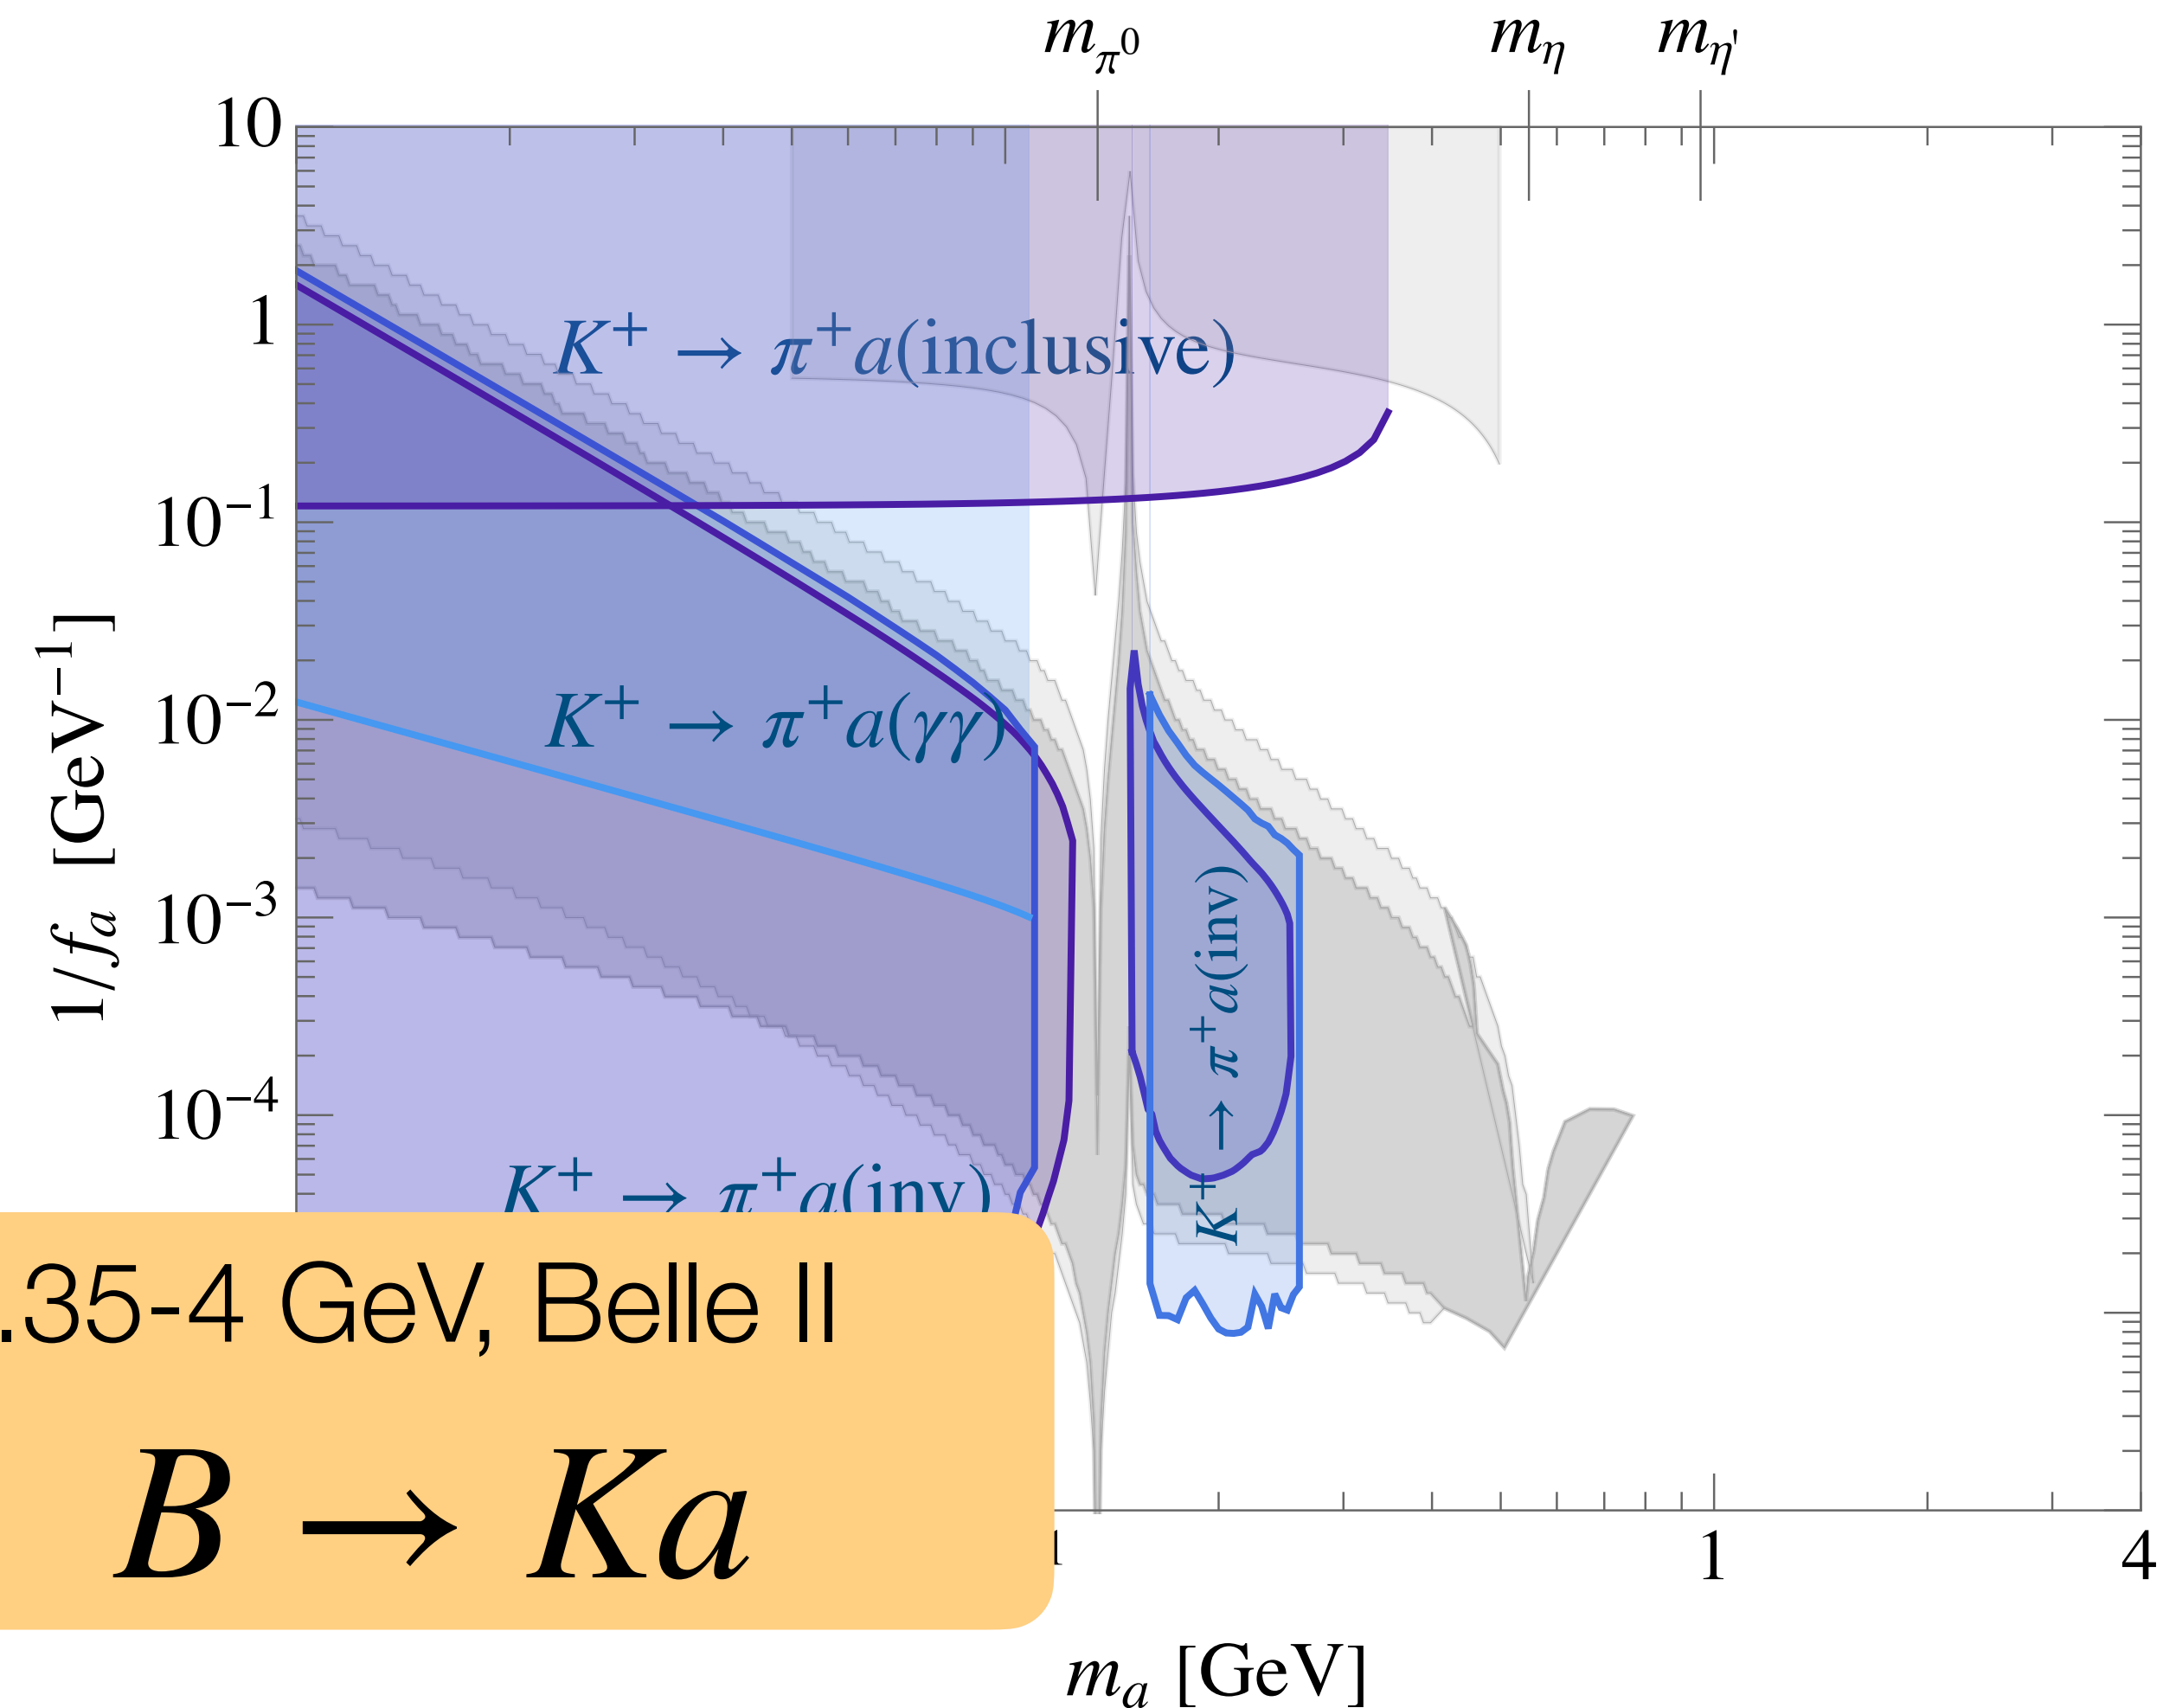 m_{π^0} m_η m_{η'}
10
1
10^{-1}
10^{-2}
10^{-3}
10^{-4}
1/f_a [GeV^{-1}]
K^+ → π^+ a(inclusive)
K^+ → π^+ a(γγ)
K^+ → π^+ a(inv)
K^+ → π^+ a(inv)
.35-4 GeV, Belle II
B → Ka
1 4
m_a [GeV]